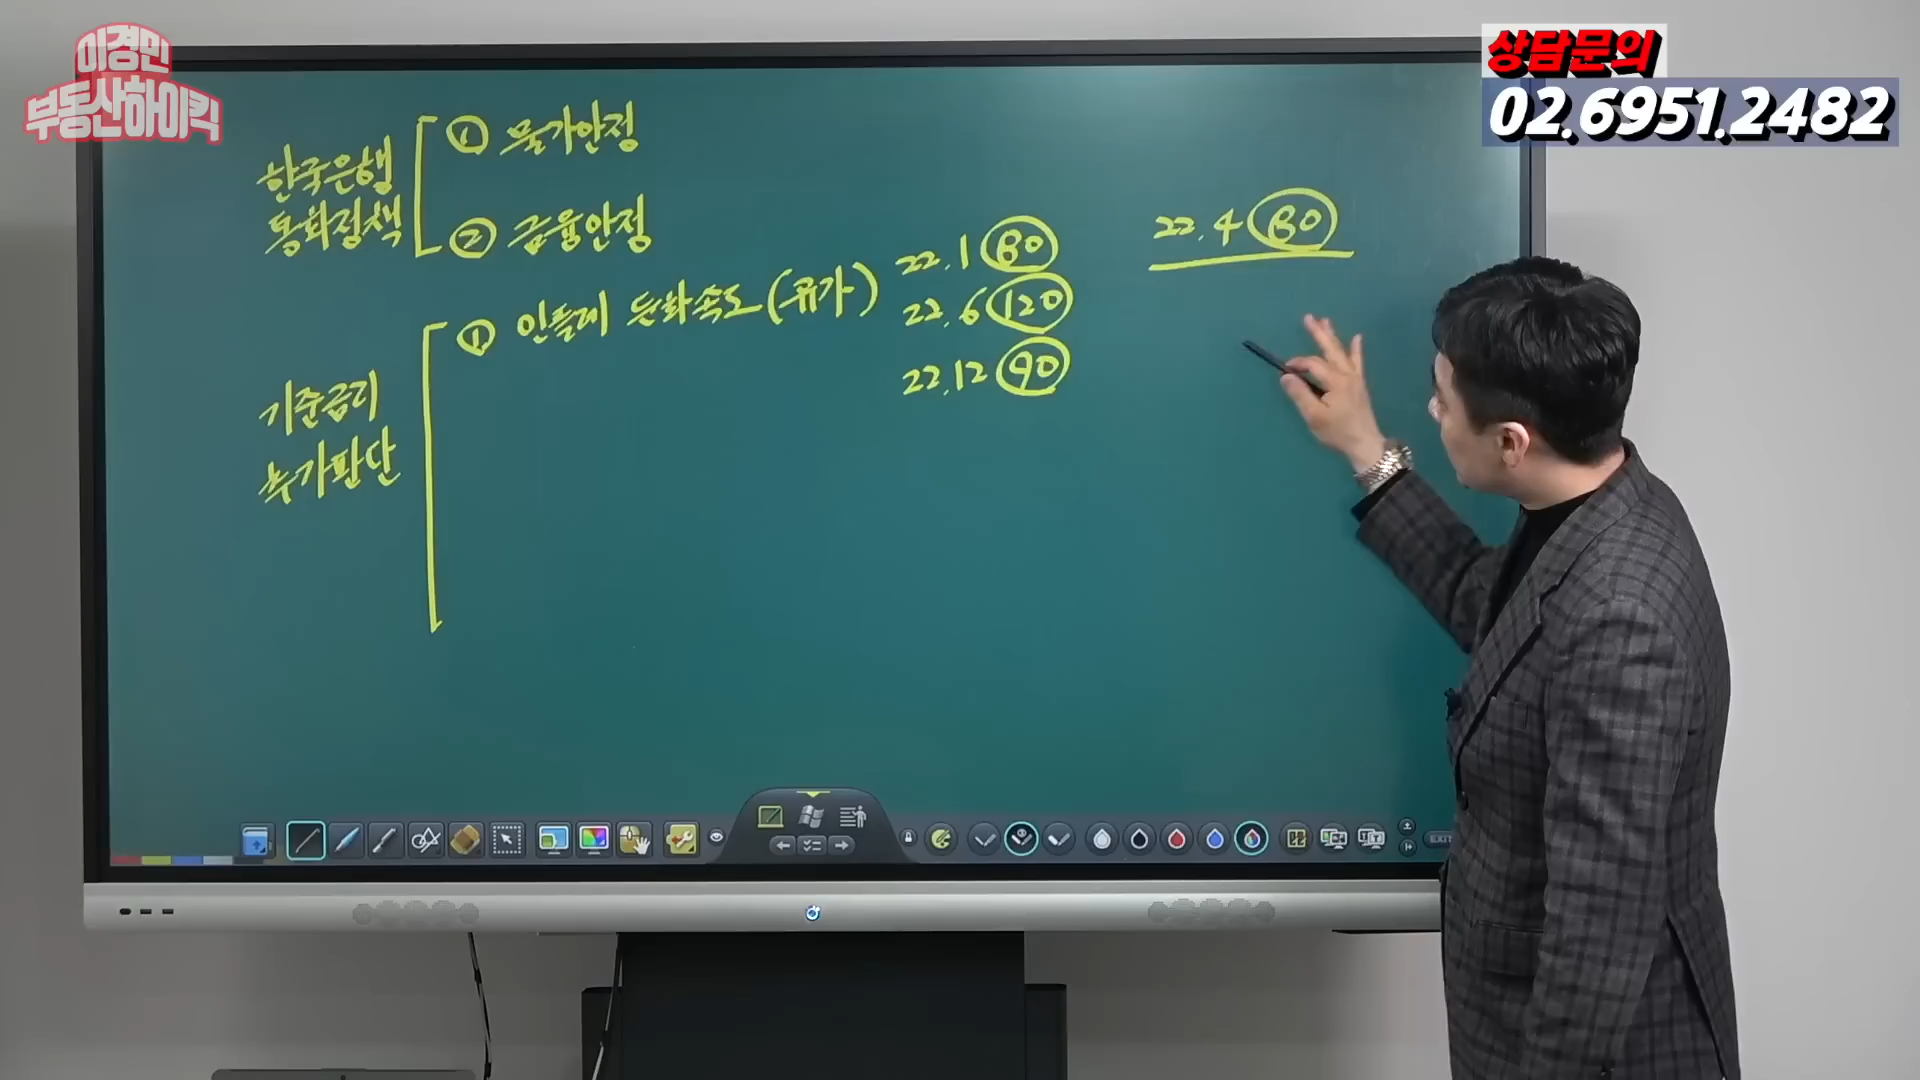 이경민
부동산하이킥
상담문의
02.6951.2482
한국은행
통화정책
① 물가안정
② 금융안정
기준금리
추가판단
① 인플레 둔화속도(유가)
22.1 80
22.6 120
22.12 90
22.4 80
EXIT